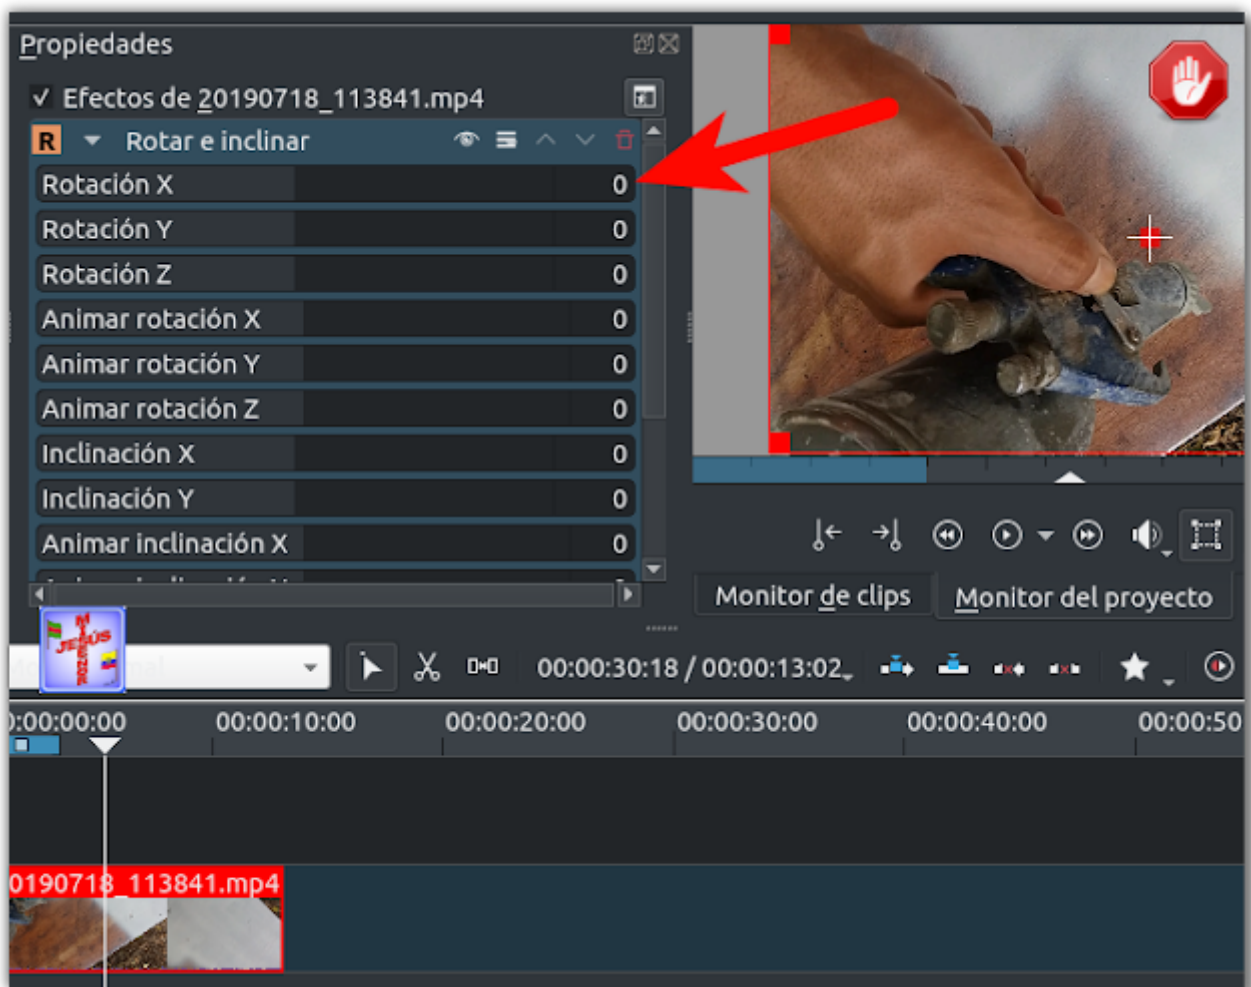 Propiedades
Efectos de 20190718_113841.mp4
R Rotar e inclinar
Rotación X 0
Rotación Y 0
Rotación Z 0
Animar rotación X 0
Animar rotación Y 0
Animar rotación Z 0
Inclinación X 0
Inclinación Y 0
Animar inclinación X 0
Monitor de clips Monitor del proyecto
JESÚS
00:00:30:18 / 00:00:13:02
0:00:00:00 00:00:10:00 00:00:20:00 00:00:30:00 00:00:40:00 00:00:50
0190718_113841.mp4